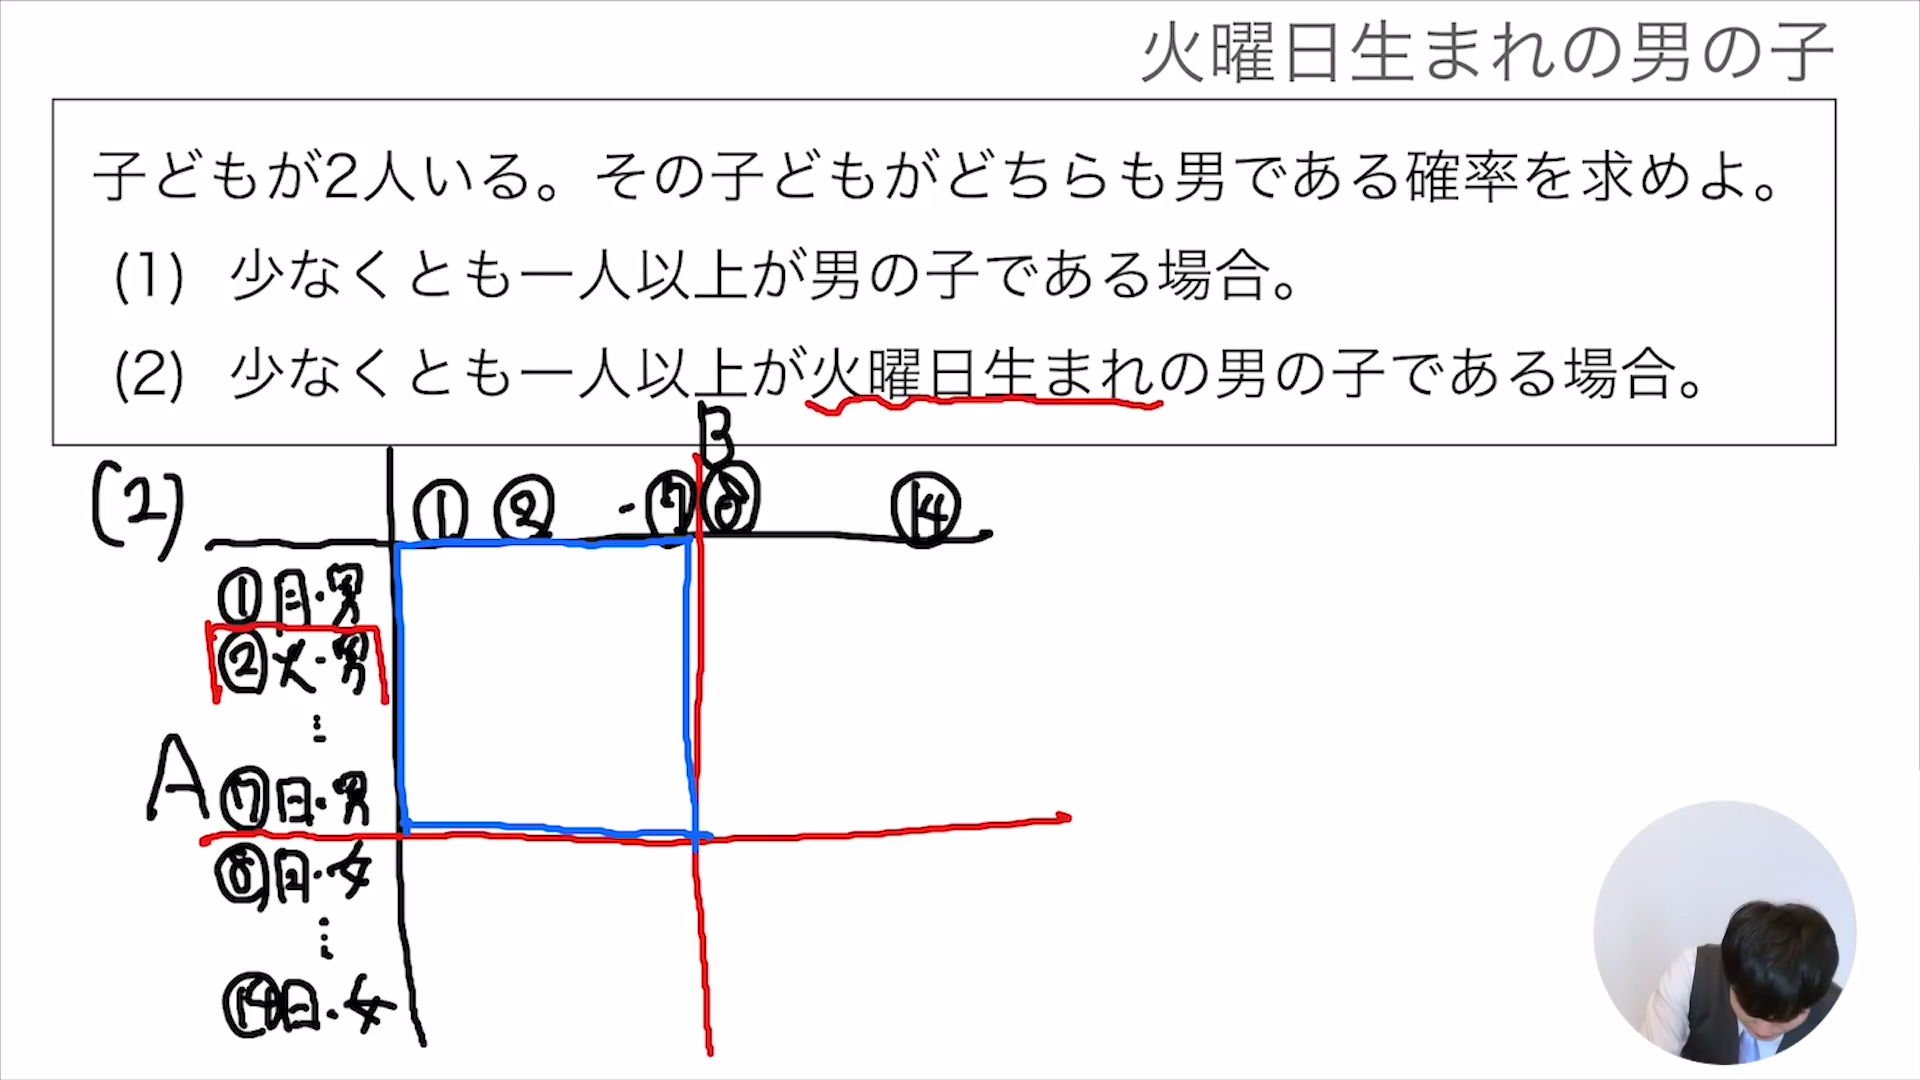 火曜日生まれの男の子
子どもが2人いる。その子どもがどちらも男である確率を求めよ。
(1) 少なくとも一人以上が男の子である場合。
(2) 少なくとも一人以上が火曜日生まれの男の子である場合。
B
(2) ① ② ⑦ ⑧ ⑭
①月・男
②火・男
⋮
A ⑦日・男
⑧月・女
⋮
⑭日・女